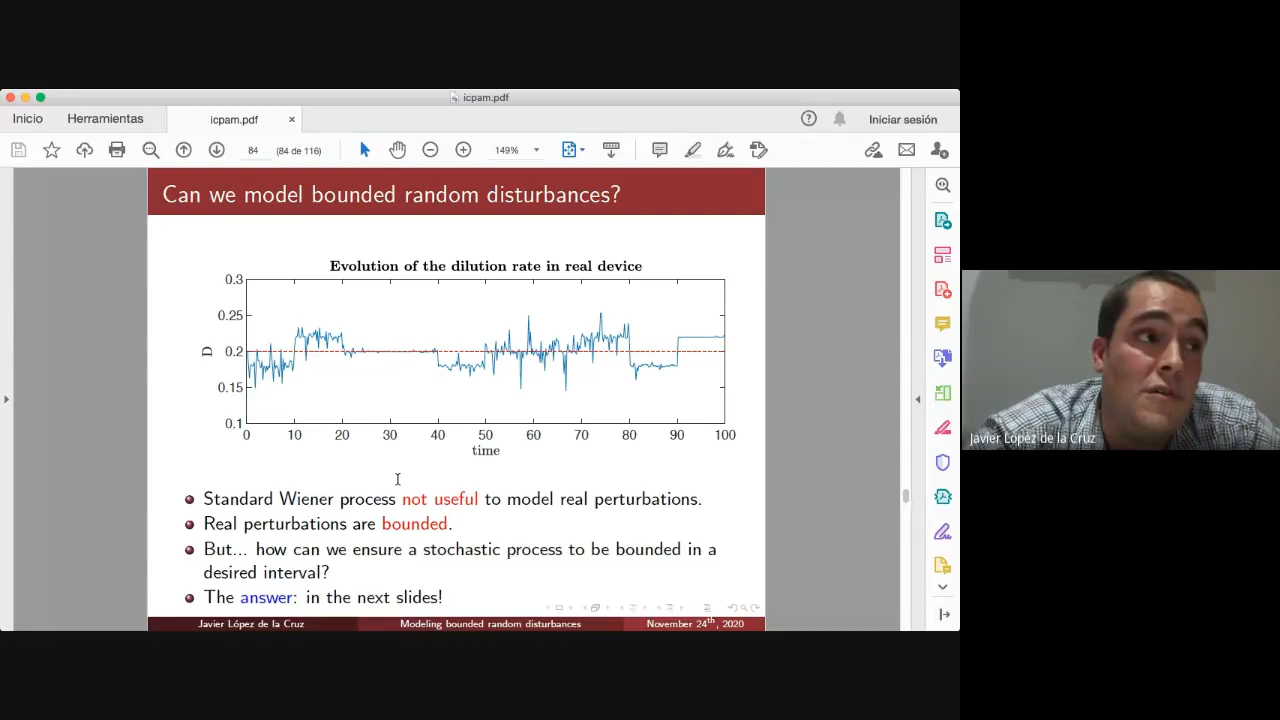 icpam.pdf
Inicio Herramientas icpam.pdf × Iniciar sesión
84 (84 de 116) 149%
Can we model bounded random disturbances?
Evolution of the dilution rate in real device
0.3
0.25
0.2
0.15
0.1
D
0 10 20 30 40 50 60 70 80 90 100
time
Standard Wiener process not useful to model real perturbations.
Real perturbations are bounded.
But... how can we ensure a stochastic process to be bounded in a
desired interval?
The answer: in the next slides!
Javier López de la Cruz Modeling bounded random disturbances November 24th, 2020
Javier López de la Cruz